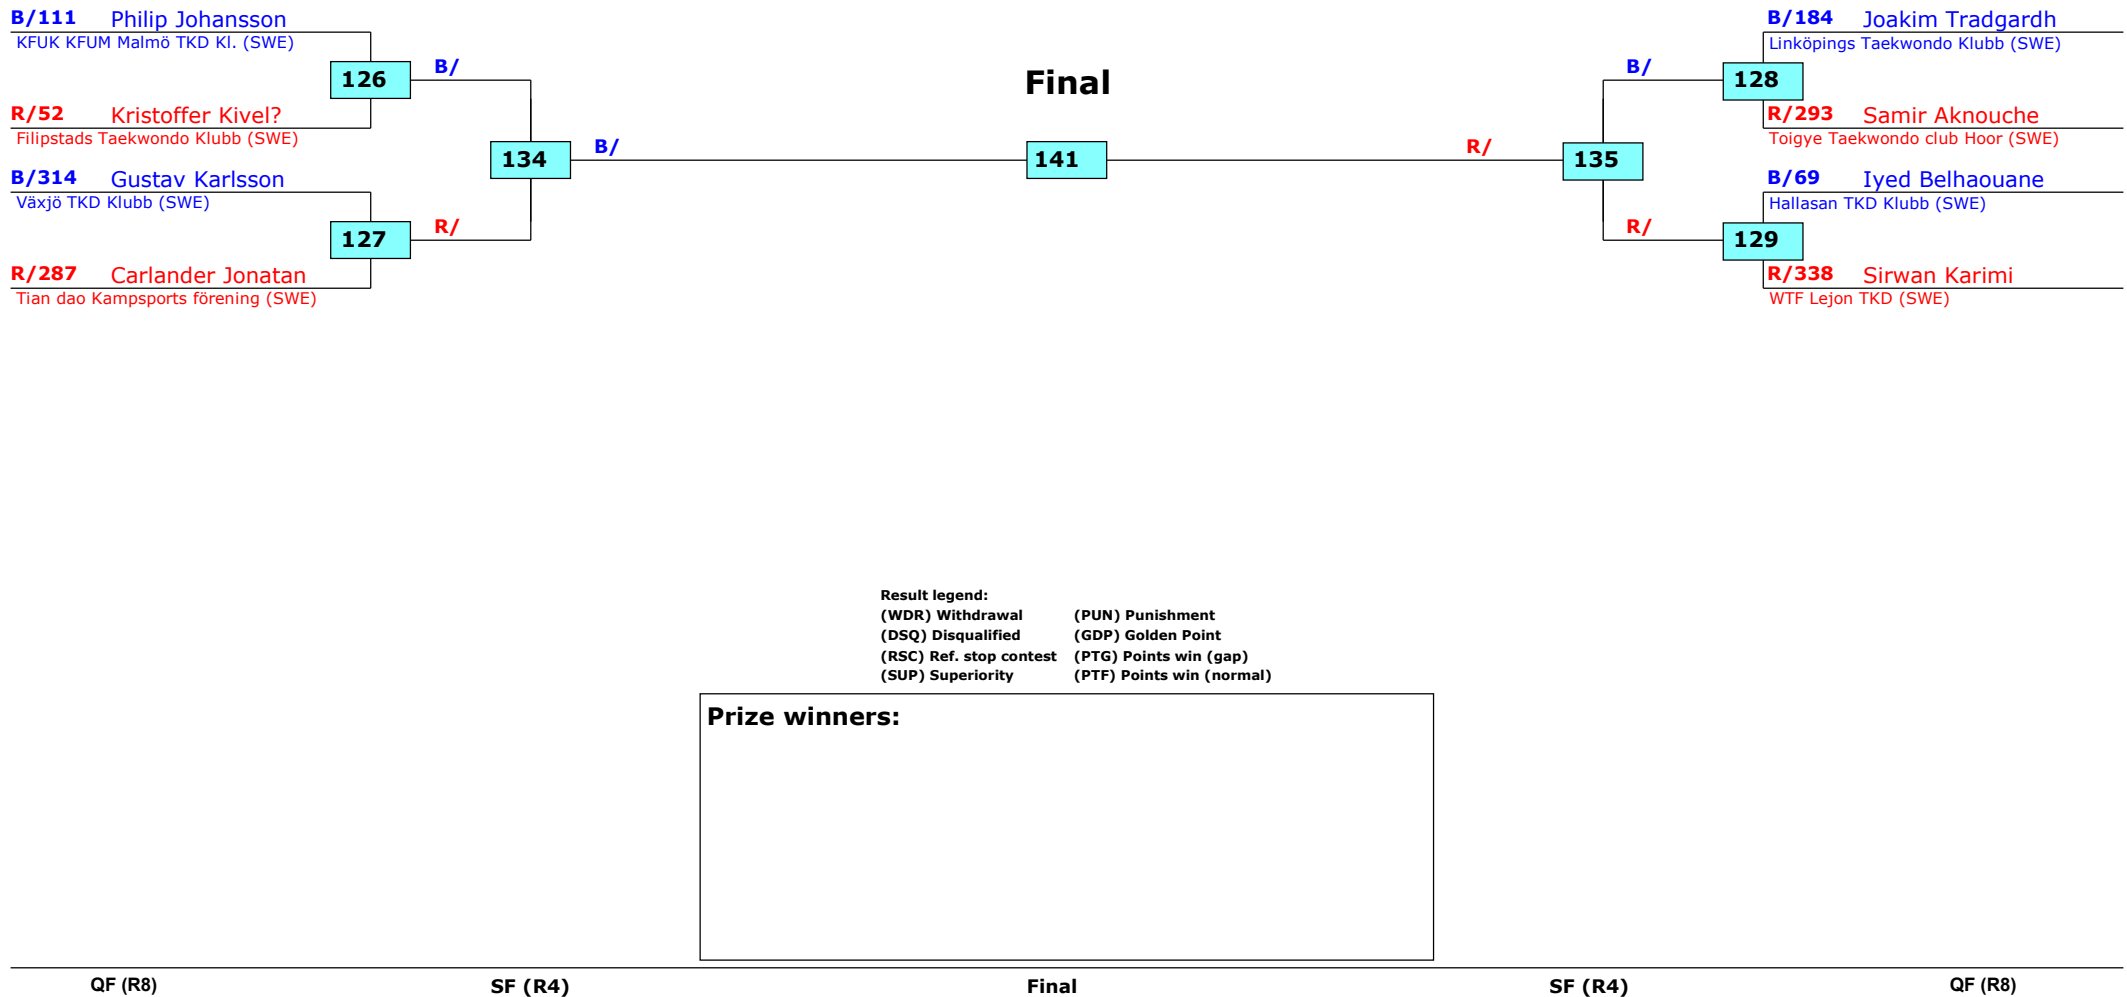 B/111 Philip Johansson
KFUK KFUM Malmö TKD Kl. (SWE)
126
B/
R/52 Kristoffer Kivel?
Filipstads Taekwondo Klubb (SWE)
134
B/
B/314 Gustav Karlsson
Växjö TKD Klubb (SWE)
127
R/
R/287 Carlander Jonatan
Tian dao Kampsports förening (SWE)
Final
141
B/184 Joakim Tradgardh
Linköpings Taekwondo Klubb (SWE)
B/
128
R/293 Samir Aknouche
Toigye Taekwondo club Hoor (SWE)
R/
135
B/69 Iyed Belhaouane
Hallasan TKD Klubb (SWE)
R/
129
R/338 Sirwan Karimi
WTF Lejon TKD (SWE)
Result legend:
(WDR) Withdrawal (PUN) Punishment
(DSQ) Disqualified (GDP) Golden Point
(RSC) Ref. stop contest (PTG) Points win (gap)
(SUP) Superiority (PTF) Points win (normal)
Prize winners:
QF (R8) SF (R4) Final SF (R4) QF (R8)